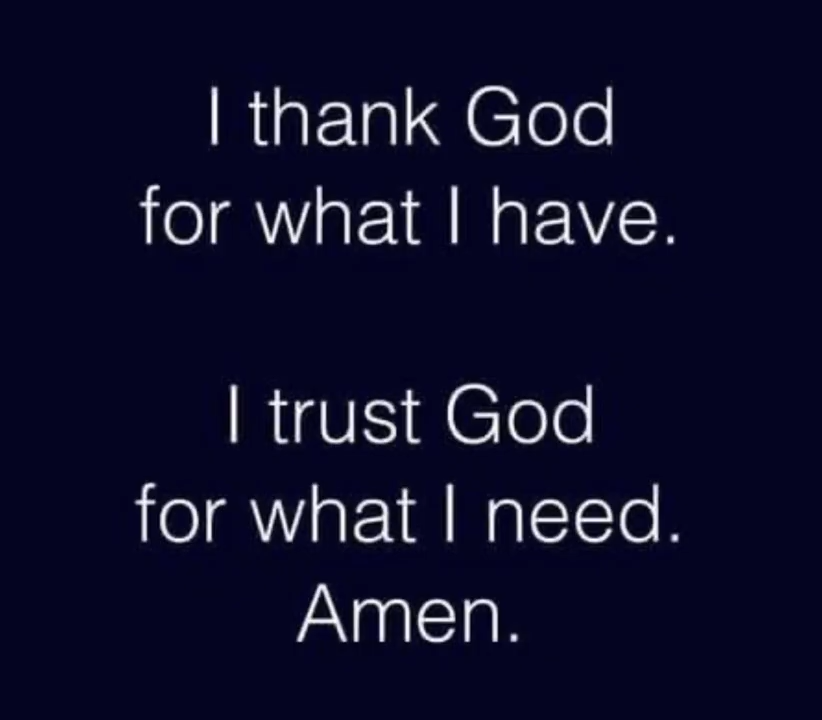 I thank God
for what I have.
I trust God
for what I need.
Amen.